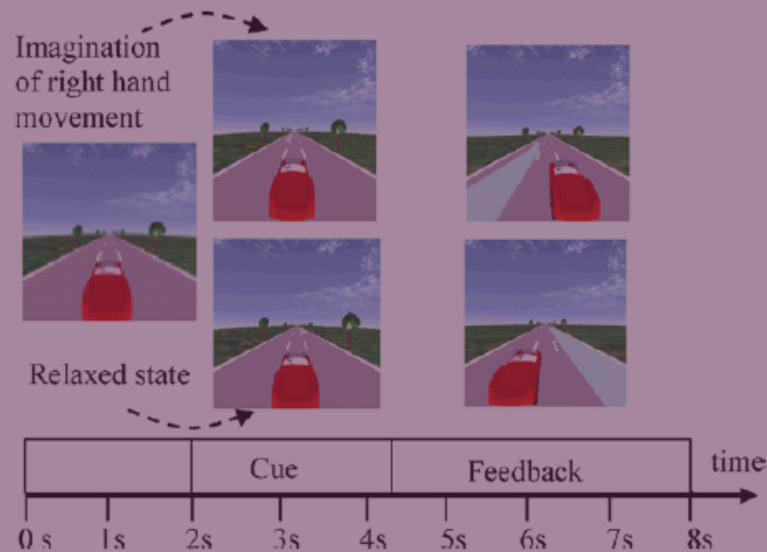 Imagination
of right hand
movement
Relaxed state
Cue
Feedback
time
0 s
1s
2s
3s
4s
5s
6s
7s
8s